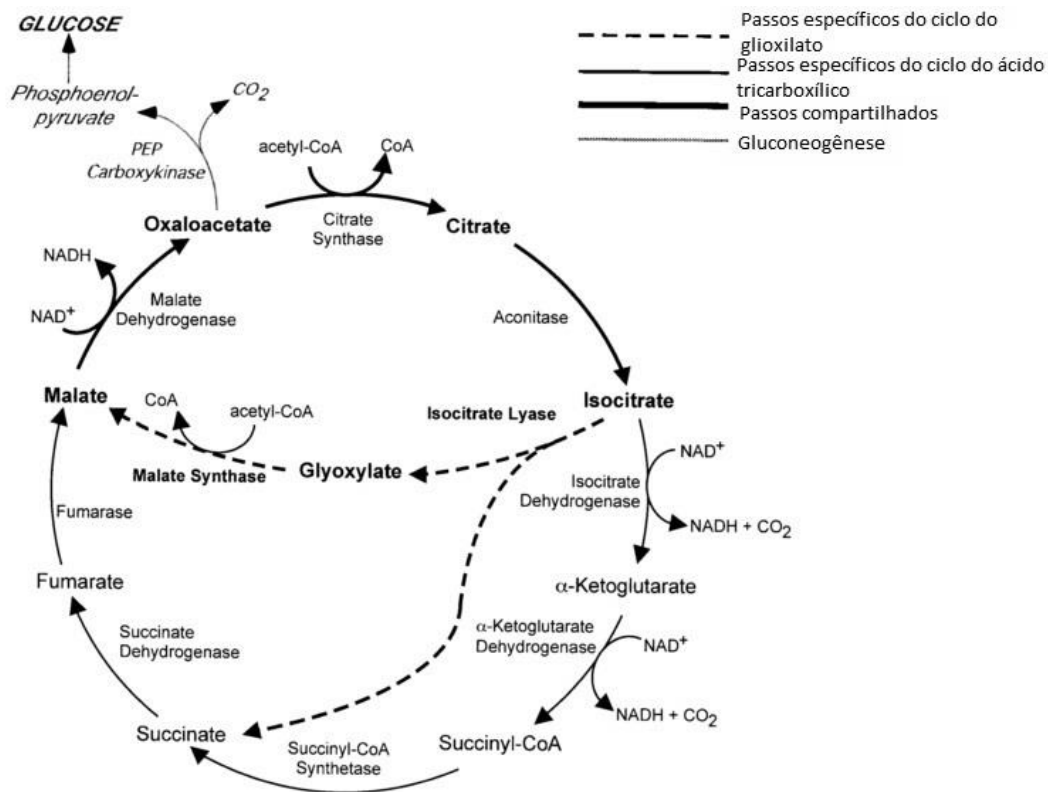 GLUCOSE
Phosphoenol-
pyruvate
CO2
PEP
Carboxykinase
Passos específicos do ciclo do
glioxilato
Passos específicos do ciclo do ácido
tricarboxílico
Passos compartilhados
Gluconeogênese
acetyl-CoA
CoA
Oxaloacetate
Citrate
Synthase
Citrate
NADH
NAD+
Malate
Dehydrogenase
Aconitase
Malate
CoA
acetyl-CoA
Isocitrate Lyase
Isocitrate
Malate Synthase
Glyoxylate
NAD+
Isocitrate
Dehydrogenase
NADH + CO2
Fumarase
Fumarate
α-Ketoglutarate
Succinate
Dehydrogenase
α-Ketoglutarate
Dehydrogenase
NAD+
NADH + CO2
Succinate
Succinyl-CoA
Synthetase
Succinyl-CoA